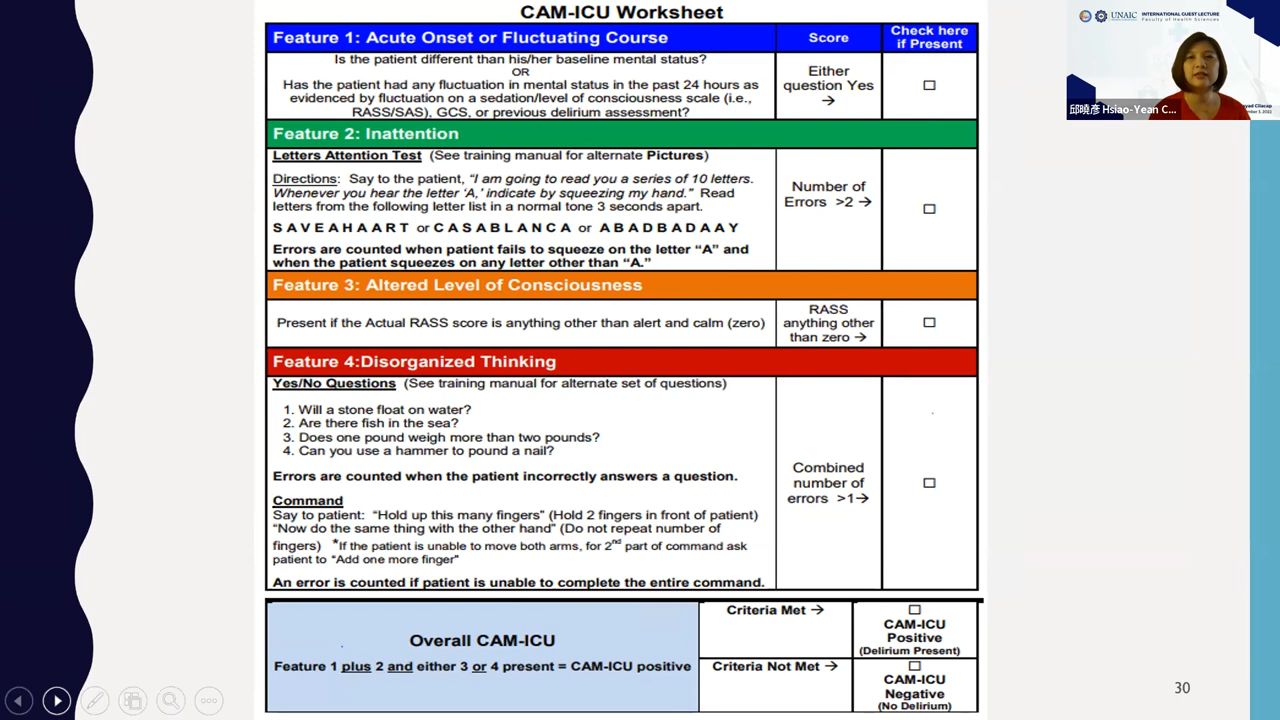 CAM-ICU Worksheet
Feature 1: Acute Onset or Fluctuating Course
Score
Check here
if Present
Is the patient different than his/her baseline mental status?
OR
Has the patient had any fluctuation in mental status in the past 24 hours as
evidenced by fluctuation on a sedation/level of consciousness scale (i.e.,
RASS/SAS), GCS, or previous delirium assessment?
Either
question Yes
→
☐
Feature 2: Inattention
Letters Attention Test (See training manual for alternate Pictures)
Directions: Say to the patient, “I am going to read you a series of 10 letters.
Whenever you hear the letter ‘A,’ indicate by squeezing my hand.” Read
letters from the following letter list in a normal tone 3 seconds apart.
S A V E A H A A R T or C A S A B L A N C A or A B A D B A D A A Y
Errors are counted when patient fails to squeeze on the letter “A” and
when the patient squeezes on any letter other than “A.”
Number of
Errors >2 →
☐
Feature 3: Altered Level of Consciousness
Present if the Actual RASS score is anything other than alert and calm (zero)
RASS
anything other
than zero →
☐
Feature 4:Disorganized Thinking
Yes/No Questions (See training manual for alternate set of questions)
1. Will a stone float on water?
2. Are there fish in the sea?
3. Does one pound weigh more than two pounds?
4. Can you use a hammer to pound a nail?
Errors are counted when the patient incorrectly answers a question.
Command
Say to patient: “Hold up this many fingers” (Hold 2 fingers in front of patient)
“Now do the same thing with the other hand” (Do not repeat number of
fingers) *If the patient is unable to move both arms, for 2nd part of command ask
patient to “Add one more finger”
An error is counted if patient is unable to complete the entire command.
Combined
number of
errors >1→
☐
Overall CAM-ICU
Feature 1 plus 2 and either 3 or 4 present = CAM-ICU positive
Criteria Met →
☐
CAM-ICU
Positive
(Delirium Present)
Criteria Not Met →
☐
CAM-ICU
Negative
(No Delirium)
30
UNAIC
INTERNATIONAL GUEST LECTURE
Faculty of Health Sciences
邱曉彥 Hsiao-Yean C...